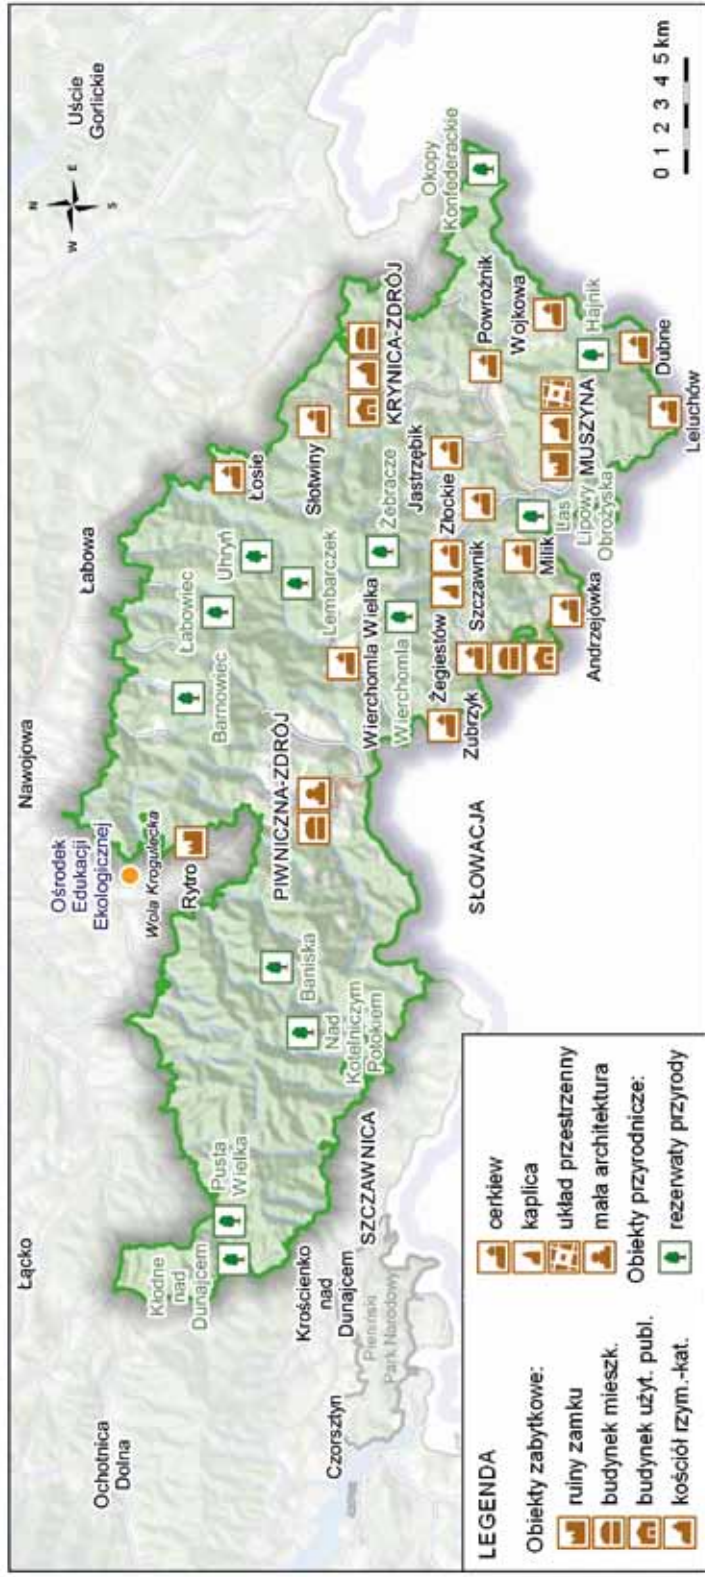 Łącko
Nawojowa
Łabowa
Uście
Gorlickie
N
W
E
S
Ochotnica
Dolna
Ośrodek
Edukacji
Ekologicznej
Wola Krogulecka
Rytro
Kłodne
nad
Dunajcem
Pusta
Wielka
Barnowiec
Łabowiec
Uhryń
Łosie
Baniska
Nad
Kotelniczym
Potokiem
PIWNICZNA-ZDRÓJ
Lembarczek
Słotwiny
KRYNICA-ZDRÓJ
Krościenko
nad
Dunajcem
SZCZAWNICA
Czorsztyn
Pieniński
Park Narodowy
Wierchomla Wielka
Wierchomla
Żebracze
Jastrzębik
Okopy
Konfederackie
Powroźnik
Żegiestów
Szczawnik
Złockie
Zubrzyk
Wojkowa
SŁOWACJA
Milik
Las
Lipowy
Obrożyska
MUSZYNA
Hajnik
Andrzejówka
Dubne
Leluchów
LEGENDA
Obiekty zabytkowe:
ruiny zamku
budynek mieszk.
budynek użyt. publ.
kościół rzym.-kat.
cerkiew
kaplica
układ przestrzenny
mała architektura
Obiekty przyrodnicze:
rezerwaty przyrody
0 1 2 3 4 5 km